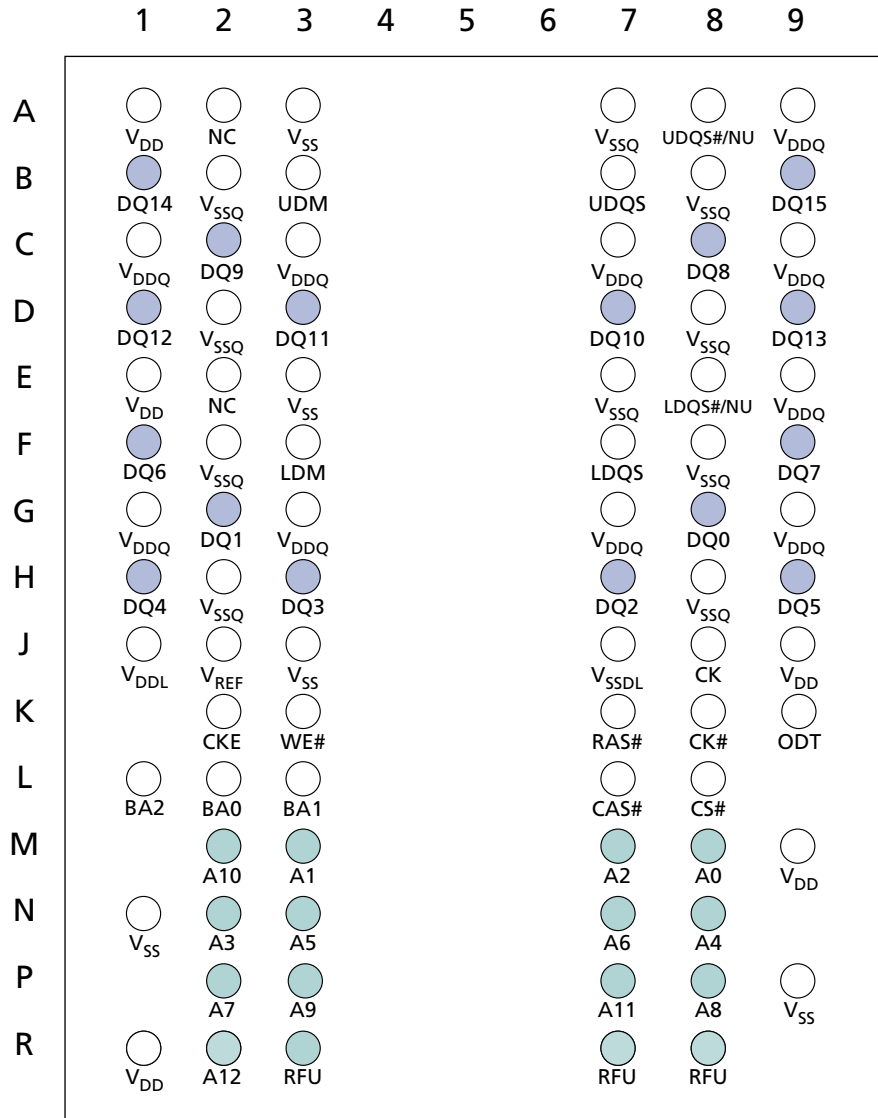 1 2 3 4 5 6 7 8 9
A
VDD NC VSS VSSQ UDQS#/NU VDDQ
B
DQ14 VSSQ UDM UDQS VSSQ DQ15
C
VDDQ DQ9 VDDQ VDDQ DQ8 VDDQ
D
DQ12 VSSQ DQ11 DQ10 VSSQ DQ13
E
VDD NC VSS VSSQ LDQS#/NU VDDQ
F
DQ6 VSSQ LDM LDQS VSSQ DQ7
G
VDDQ DQ1 VDDQ VDDQ DQ0 VDDQ
H
DQ4 VSSQ DQ3 DQ2 VSSQ DQ5
J
VDDL VREF VSS VSSDL CK VDD
K
CKE WE# RAS# CK# ODT
L
BA2 BA0 BA1 CAS# CS#
M
A10 A1 A2 A0 VDD
N
VSS A3 A5 A6 A4
P
A7 A9 A11 A8 VSS
R
VDD A12 RFU RFU RFU